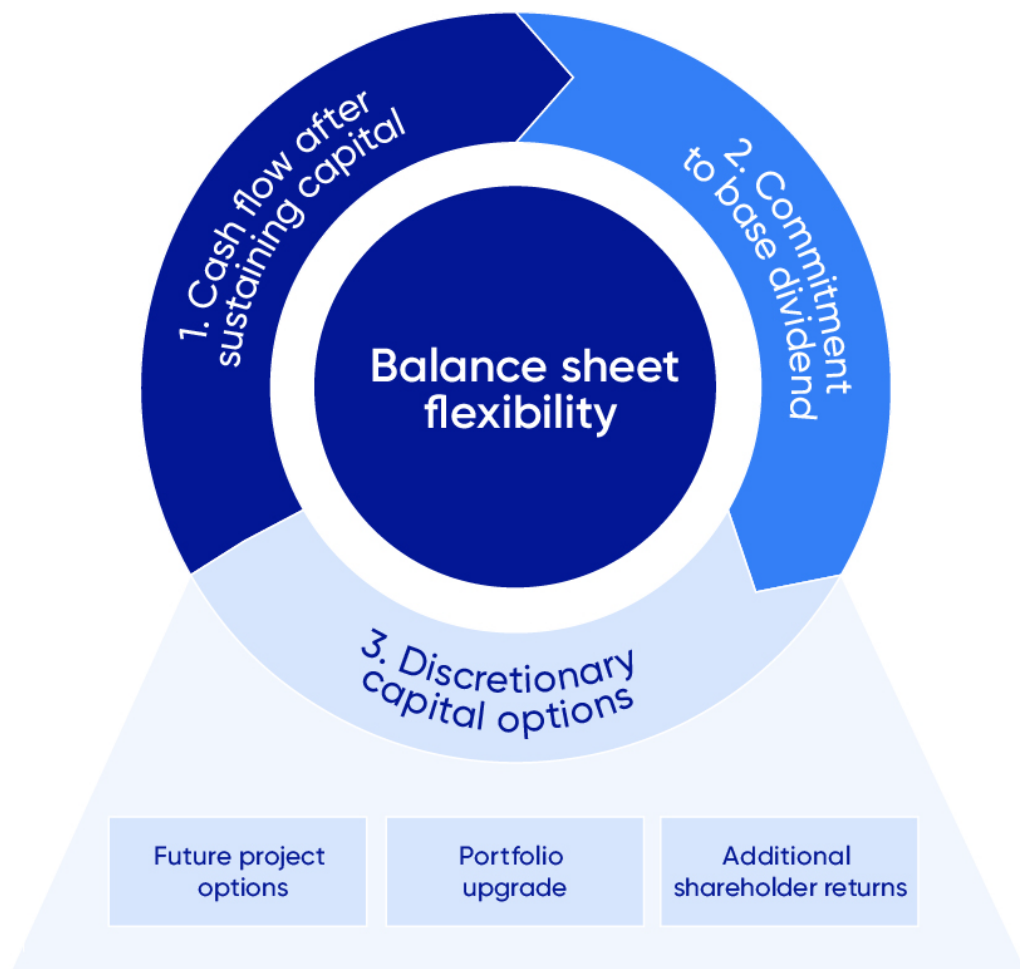 1. Cash flow after
sustaining capital
2. Commitment
to base dividend
Balance sheet
flexibility
3. Discretionary
capital options
Future project
options
Portfolio
upgrade
Additional
shareholder returns